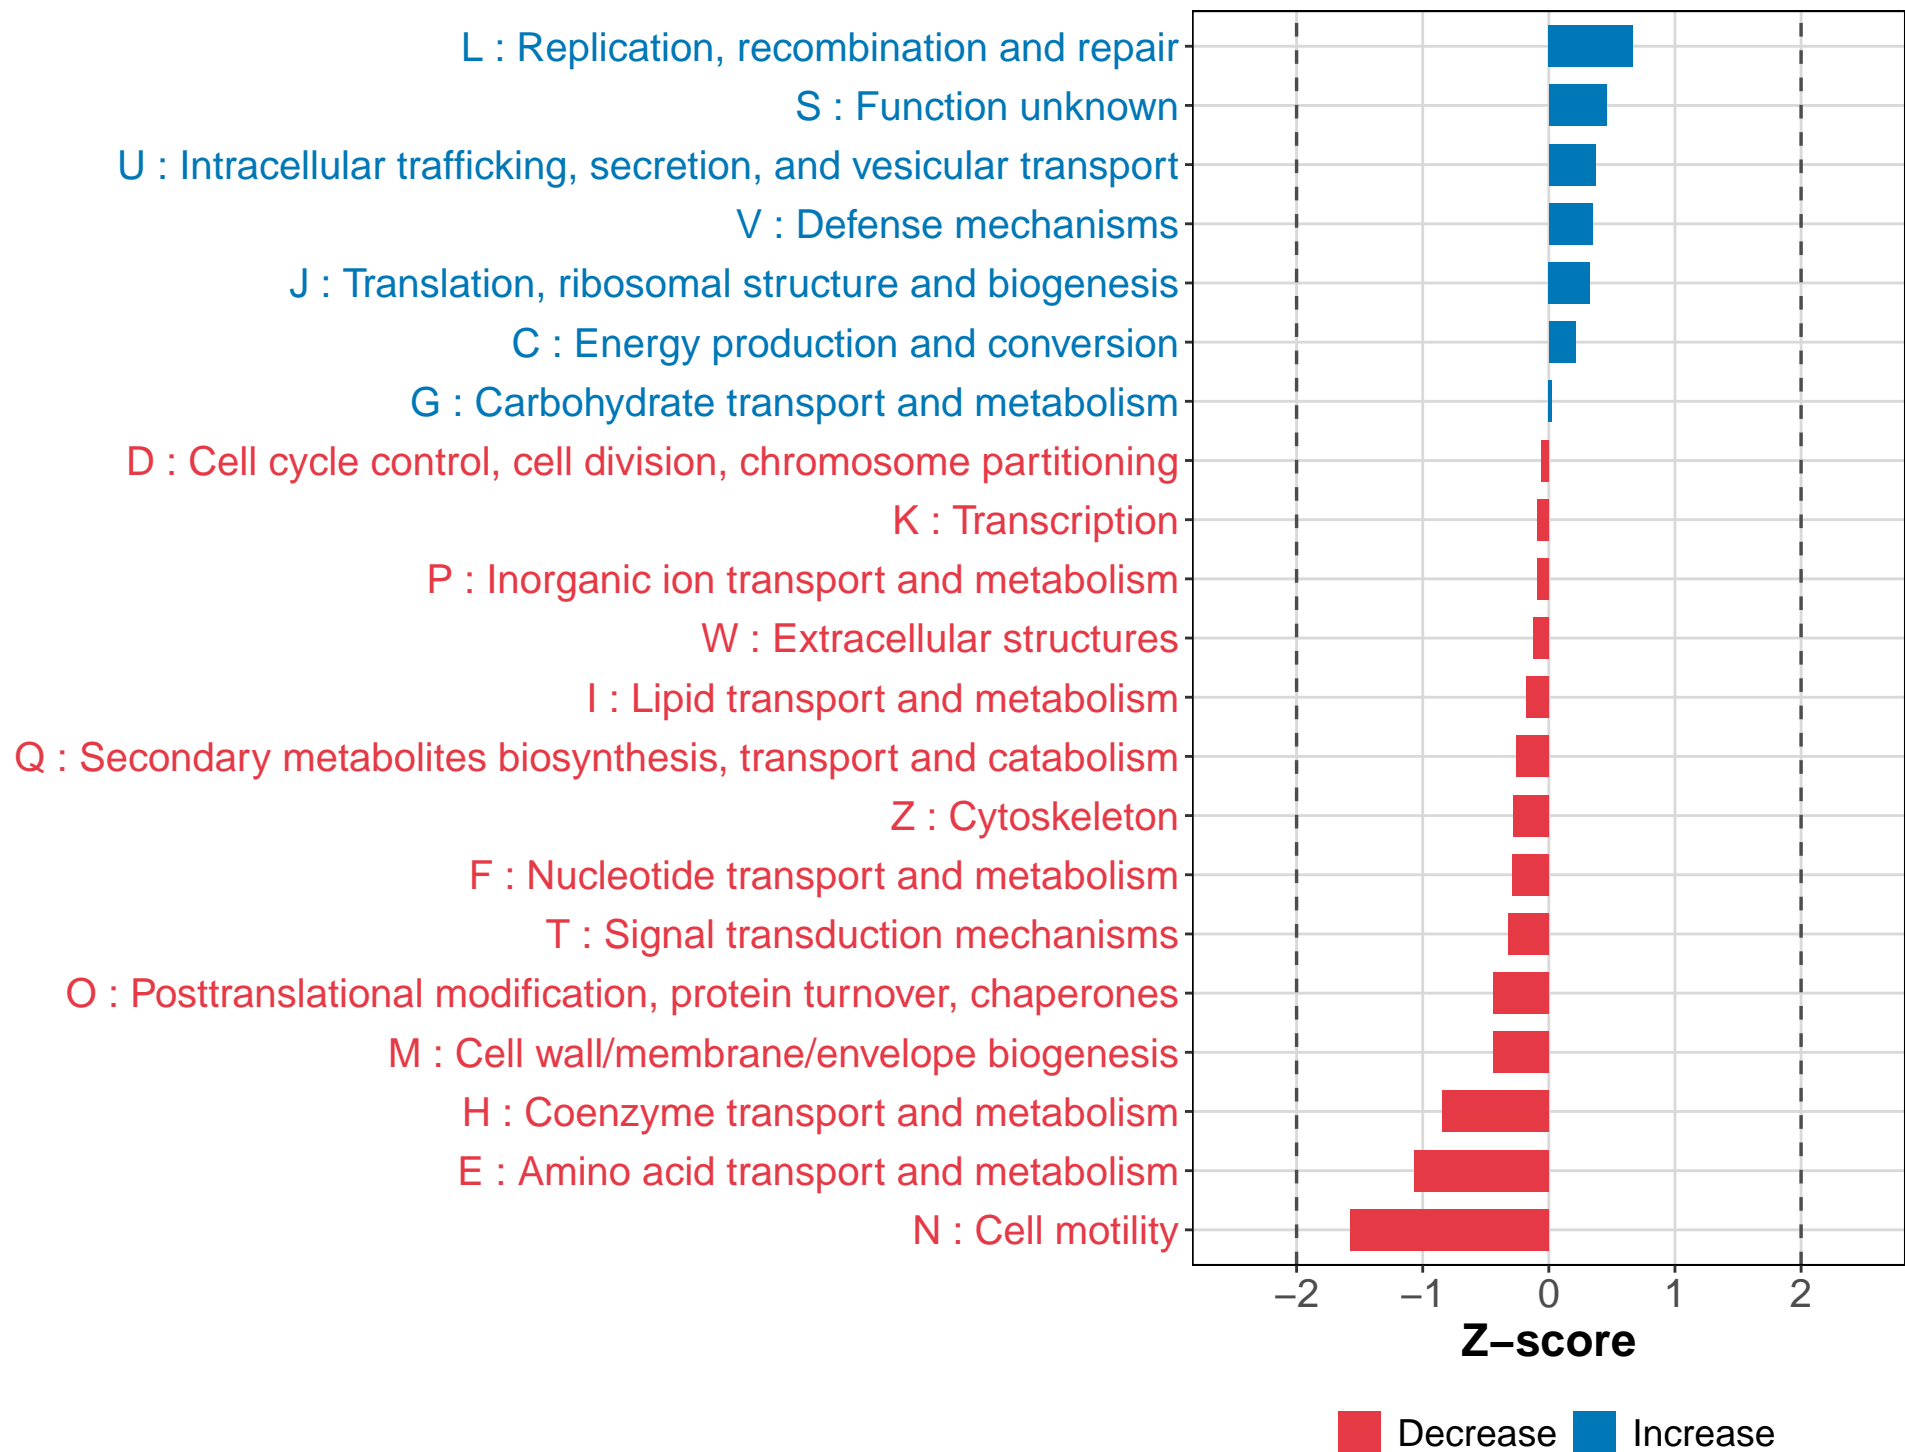 L : Replication, recombination and repair
S : Function unknown
U : Intracellular trafficking, secretion, and vesicular transport
V : Defense mechanisms
J : Translation, ribosomal structure and biogenesis
C : Energy production and conversion
G : Carbohydrate transport and metabolism
D : Cell cycle control, cell division, chromosome partitioning
K : Transcription
P : Inorganic ion transport and metabolism
W : Extracellular structures
I : Lipid transport and metabolism
Q : Secondary metabolites biosynthesis, transport and catabolism
Z : Cytoskeleton
F : Nucleotide transport and metabolism
T : Signal transduction mechanisms
O : Posttranslational modification, protein turnover, chaperones
M : Cell wall/membrane/envelope biogenesis
H : Coenzyme transport and metabolism
E : Amino acid transport and metabolism
N : Cell motility
−2 −1 0 1 2
Z−score
Decrease Increase